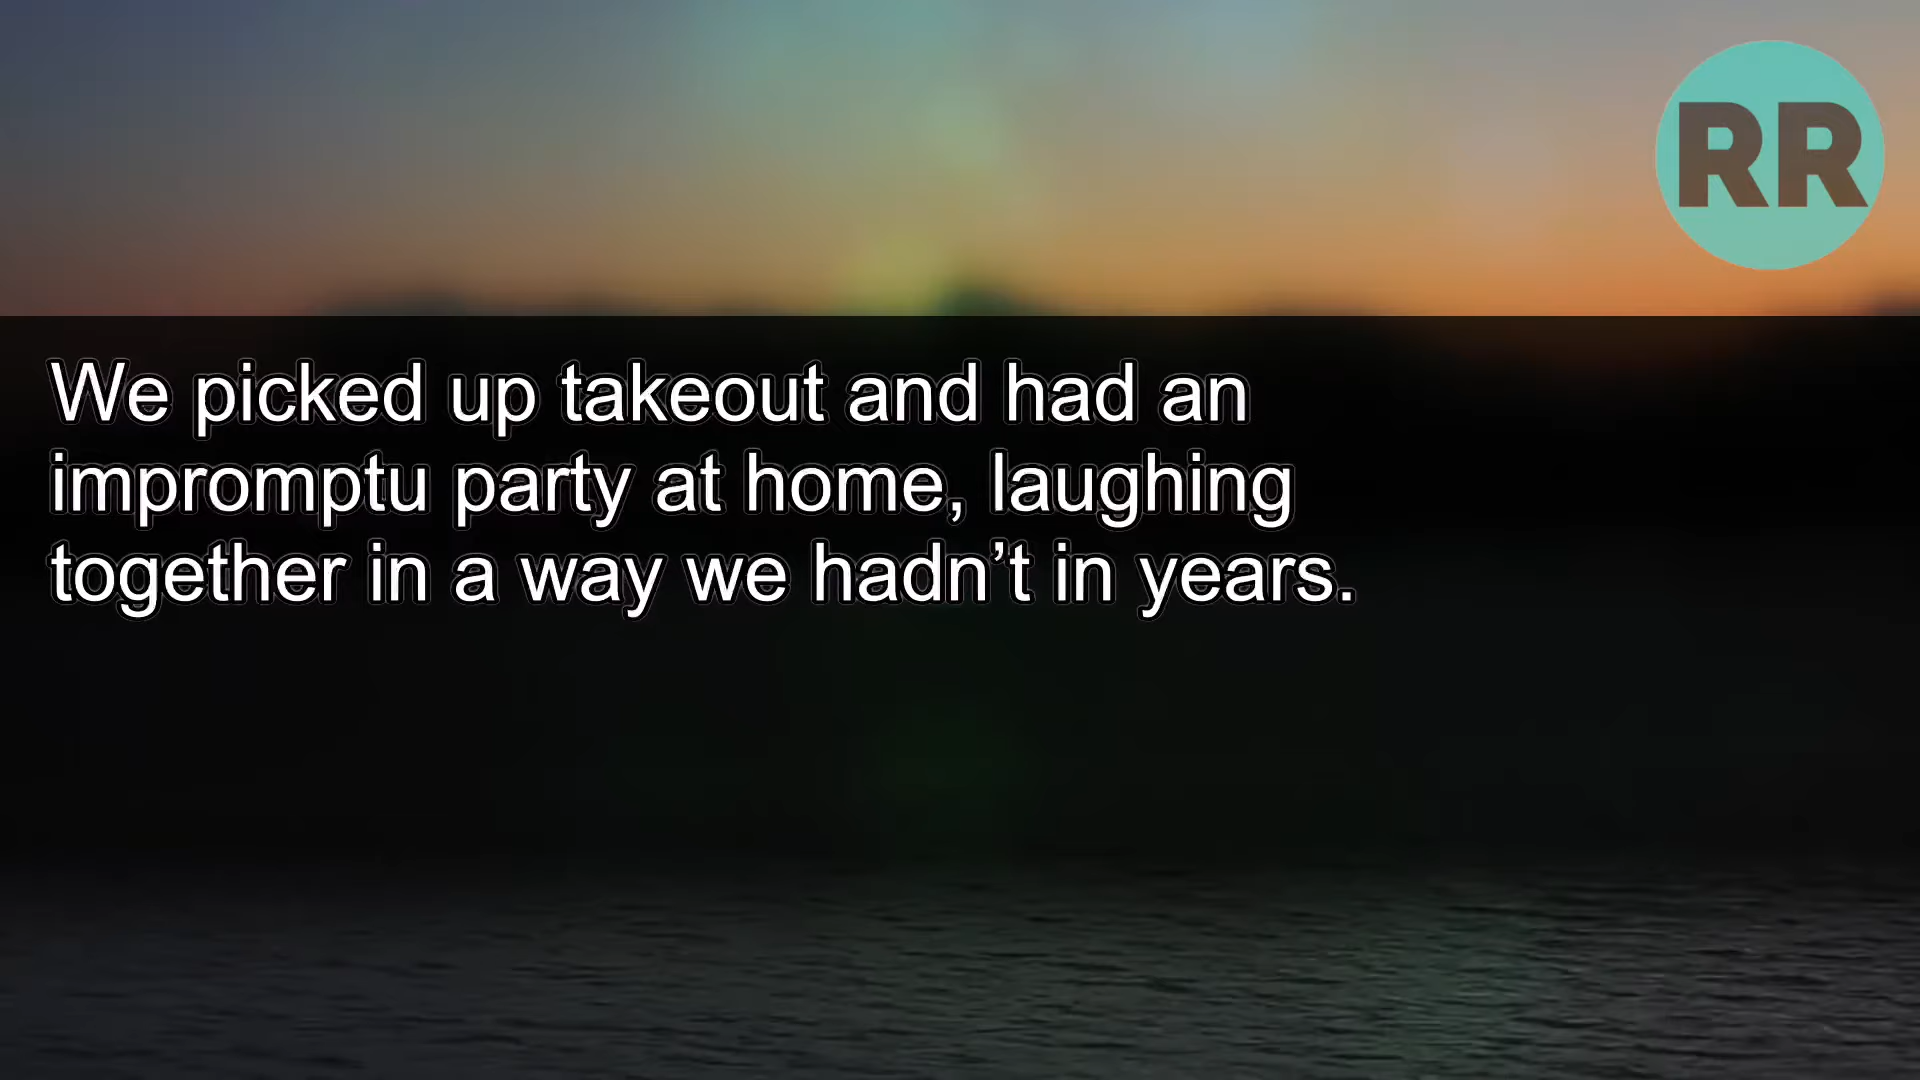 RR
We picked up takeout and had an
impromptu party at home, laughing
together in a way we hadn’t in years.